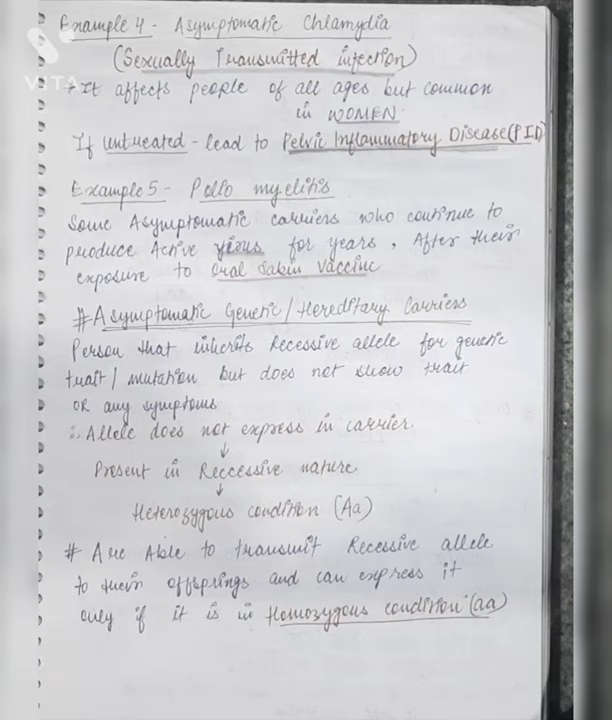 Example 4 - Asymptomatic Chlamydia
(Sexually Transmitted infection)
→ It affects people of all ages but common
in WOMEN.
If untreated - lead to Pelvic Inflammatory Disease (PID)
Example 5 - Polio myelitis
Some Asymptomatic carriers who continue to
produce Active virus for years, After their
exposure to oral Sabin Vaccine
# Asymptomatic Genetic / Hereditary Carriers
Person that inherits Recessive allele for genetic
trait / mutation but does not show trait
OR any symptoms
∴ Allele does not express in carrier.
↓
Present in Reccessive nature
↓
Heterozygous condition (Aa)
# Are Able to transmit Recessive allele
to their offsprings and can express it
only if it is in Homozygous condition (aa)
VITA